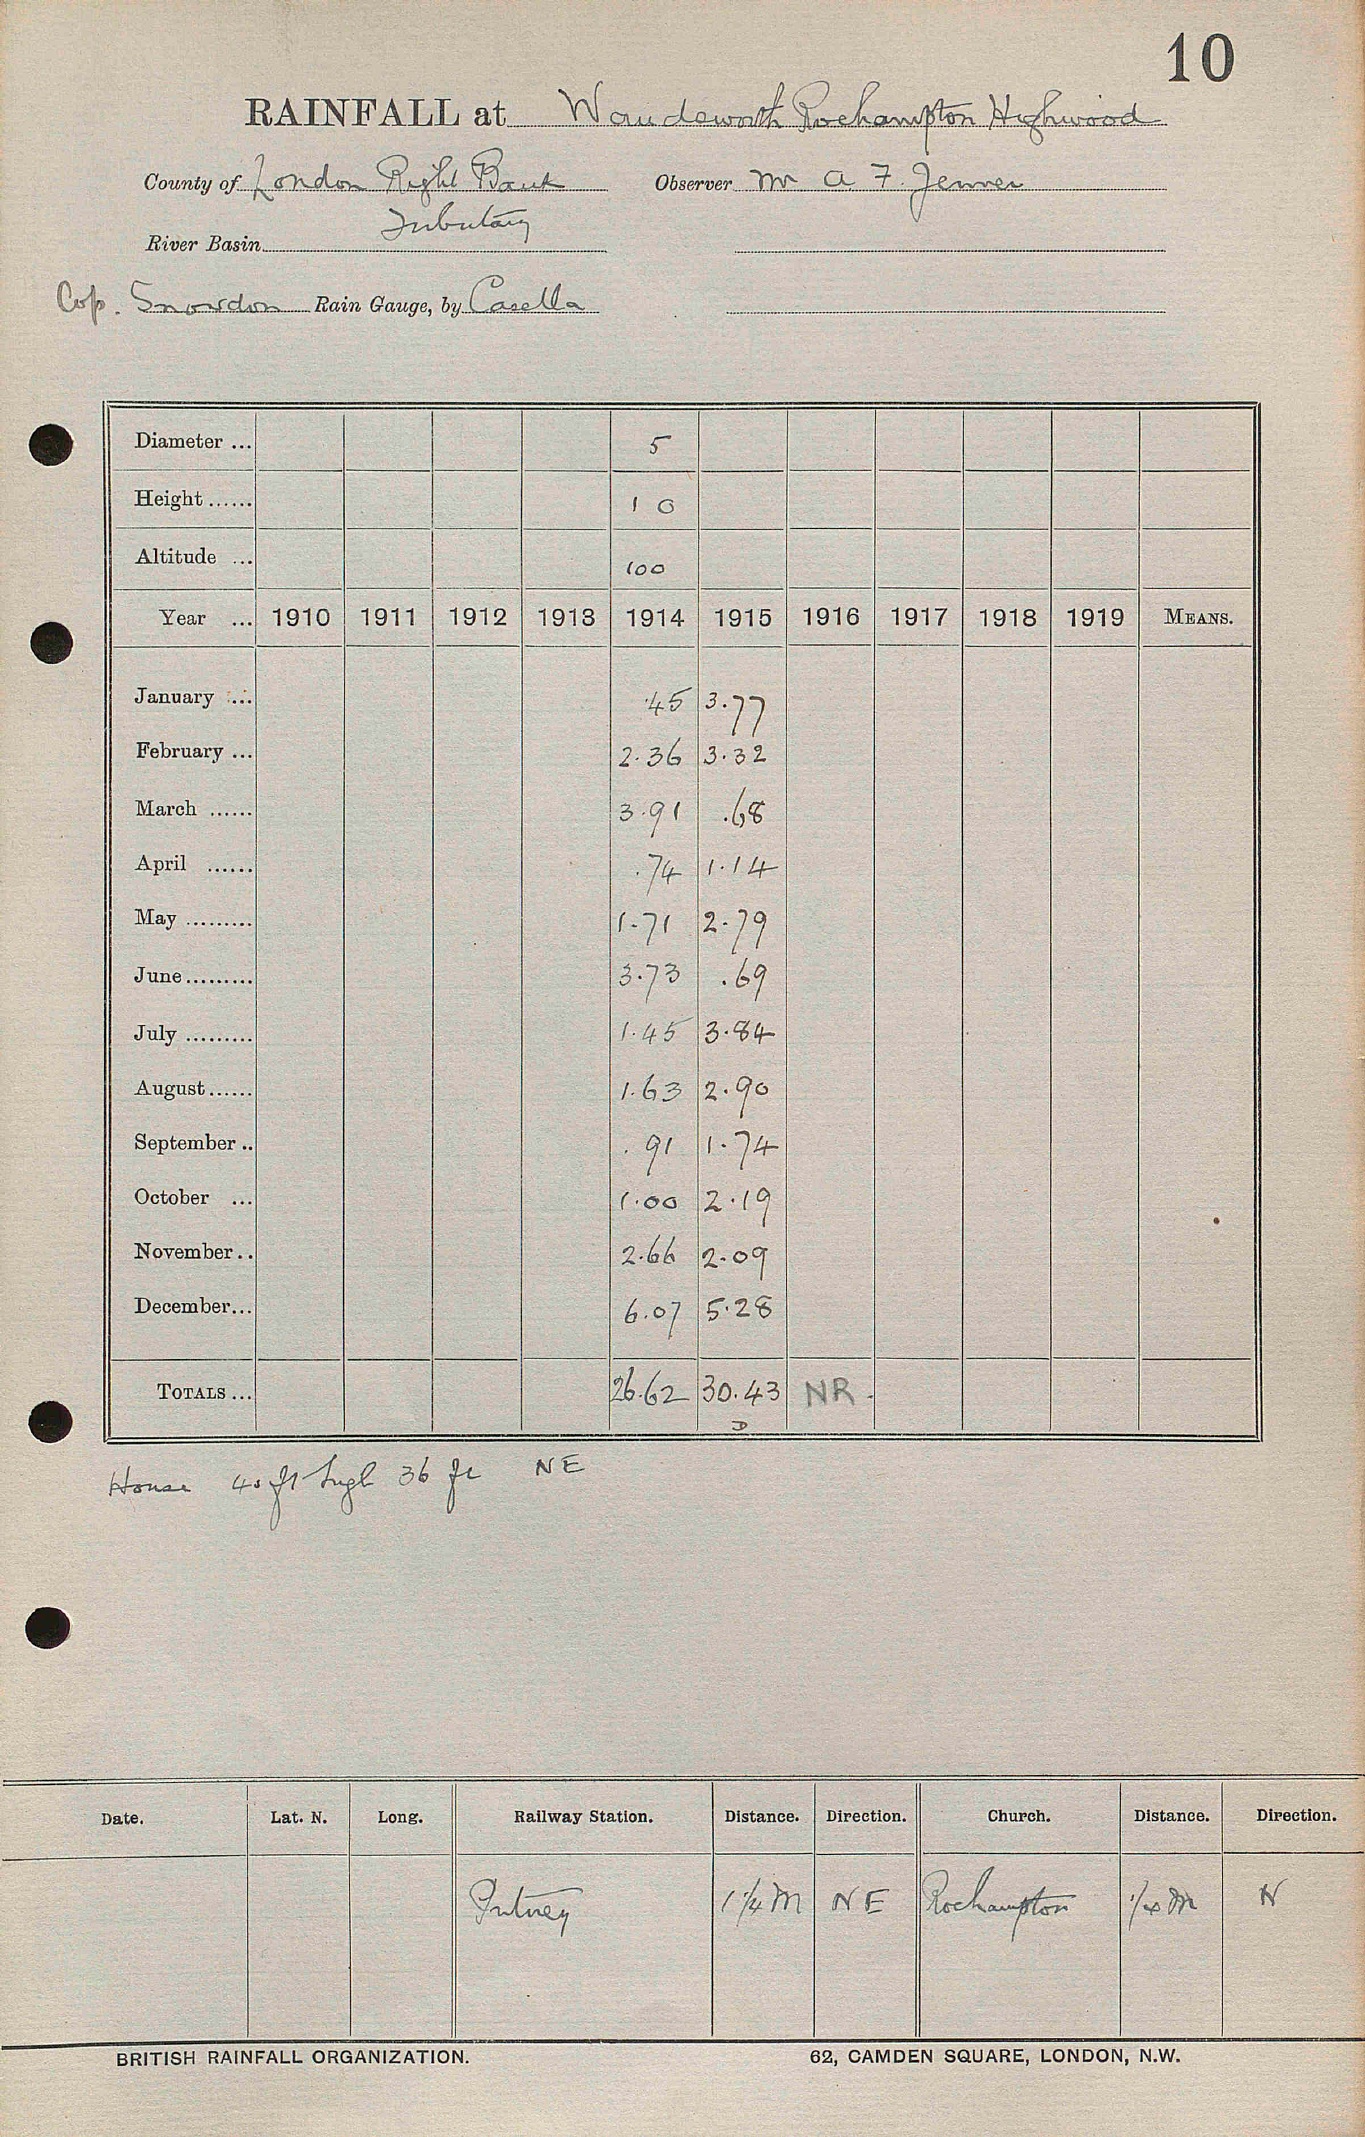 10
RAINFALL at Wandsworth Roehampton Highwood
County of London Right Bank Observer Mr A. F. Jenner
Tributary
River Basin
Cop. Snowdon Rain Gauge, by Casella
Diameter ... 5
Height ...... 1 0
Altitude ... 100
Year ... 1910 1911 1912 1913 1914 1915 1916 1917 1918 1919 MEANS.
January ... .45 3.77
February ... 2.36 3.32
March ...... 3.91 .68
April ...... .74 1.14
May ......... 1.71 2.79
June ......... 3.73 .69
July ......... 1.45 3.84
August ...... 1.63 2.90
September .. .91 1.74
October ... 1.00 2.19
November .. 2.66 2.09
December ... 6.07 5.28
TOTALS ... 26.62 30.43 NR.
D
House 40 ft high 36 ft NE
Date. Lat. N. Long. Railway Station. Distance. Direction. Church. Distance. Direction.
Putney 1 1/4 M NE Roehampton 1/4 M N
BRITISH RAINFALL ORGANIZATION. 62, CAMDEN SQUARE, LONDON, N.W.